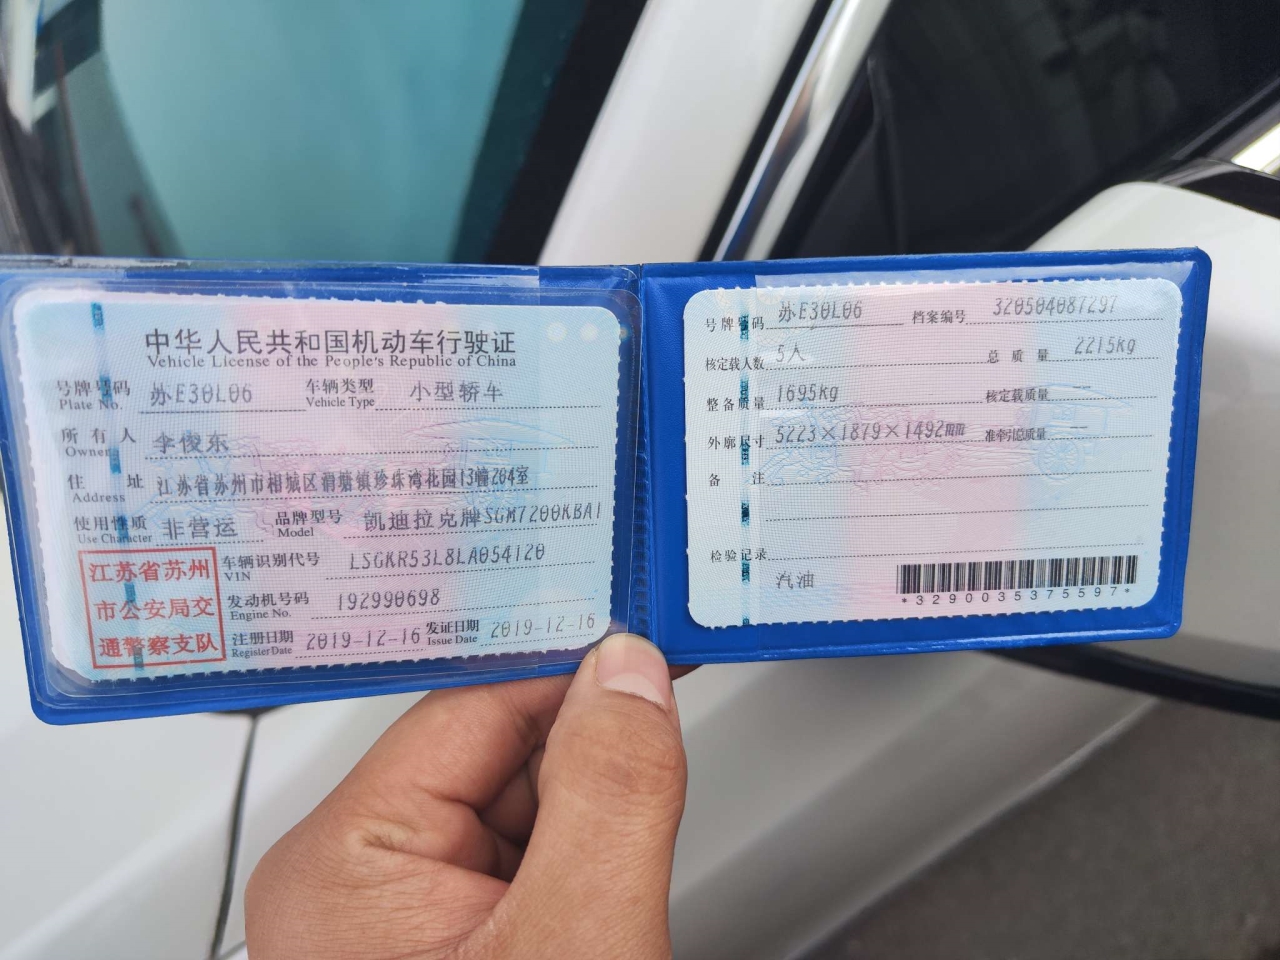 中华人民共和国机动车行驶证
Vehicle License of the People's Republic of China
号牌号码 苏E30L06 车辆类型 小型轿车
Plate No. Vehicle Type
所有人 李俊东
Owner
住址 江苏省苏州市相城区渭塘镇珍珠湾花园13幢204室
Address
使用性质 非营运 品牌型号 凯迪拉克牌SGM7200KBA1
Use Character Model
江苏省苏州
市公安局交
通警察支队
车辆识别代号 LSGKR53L8LA054120
VIN
发动机号码 192990698
Engine No.
注册日期 2019-12-16 发证日期 2019-12-16
Register Date Issue Date
号牌号码 苏E30L06 档案编号 320504087297
核定载人数 5人 总质量 2215kg
整备质量 1695kg 核定载质量 --
外廓尺寸 5223×1879×1492mm 准牵引总质量 --
备注
检验记录
汽油
*3290035375597*